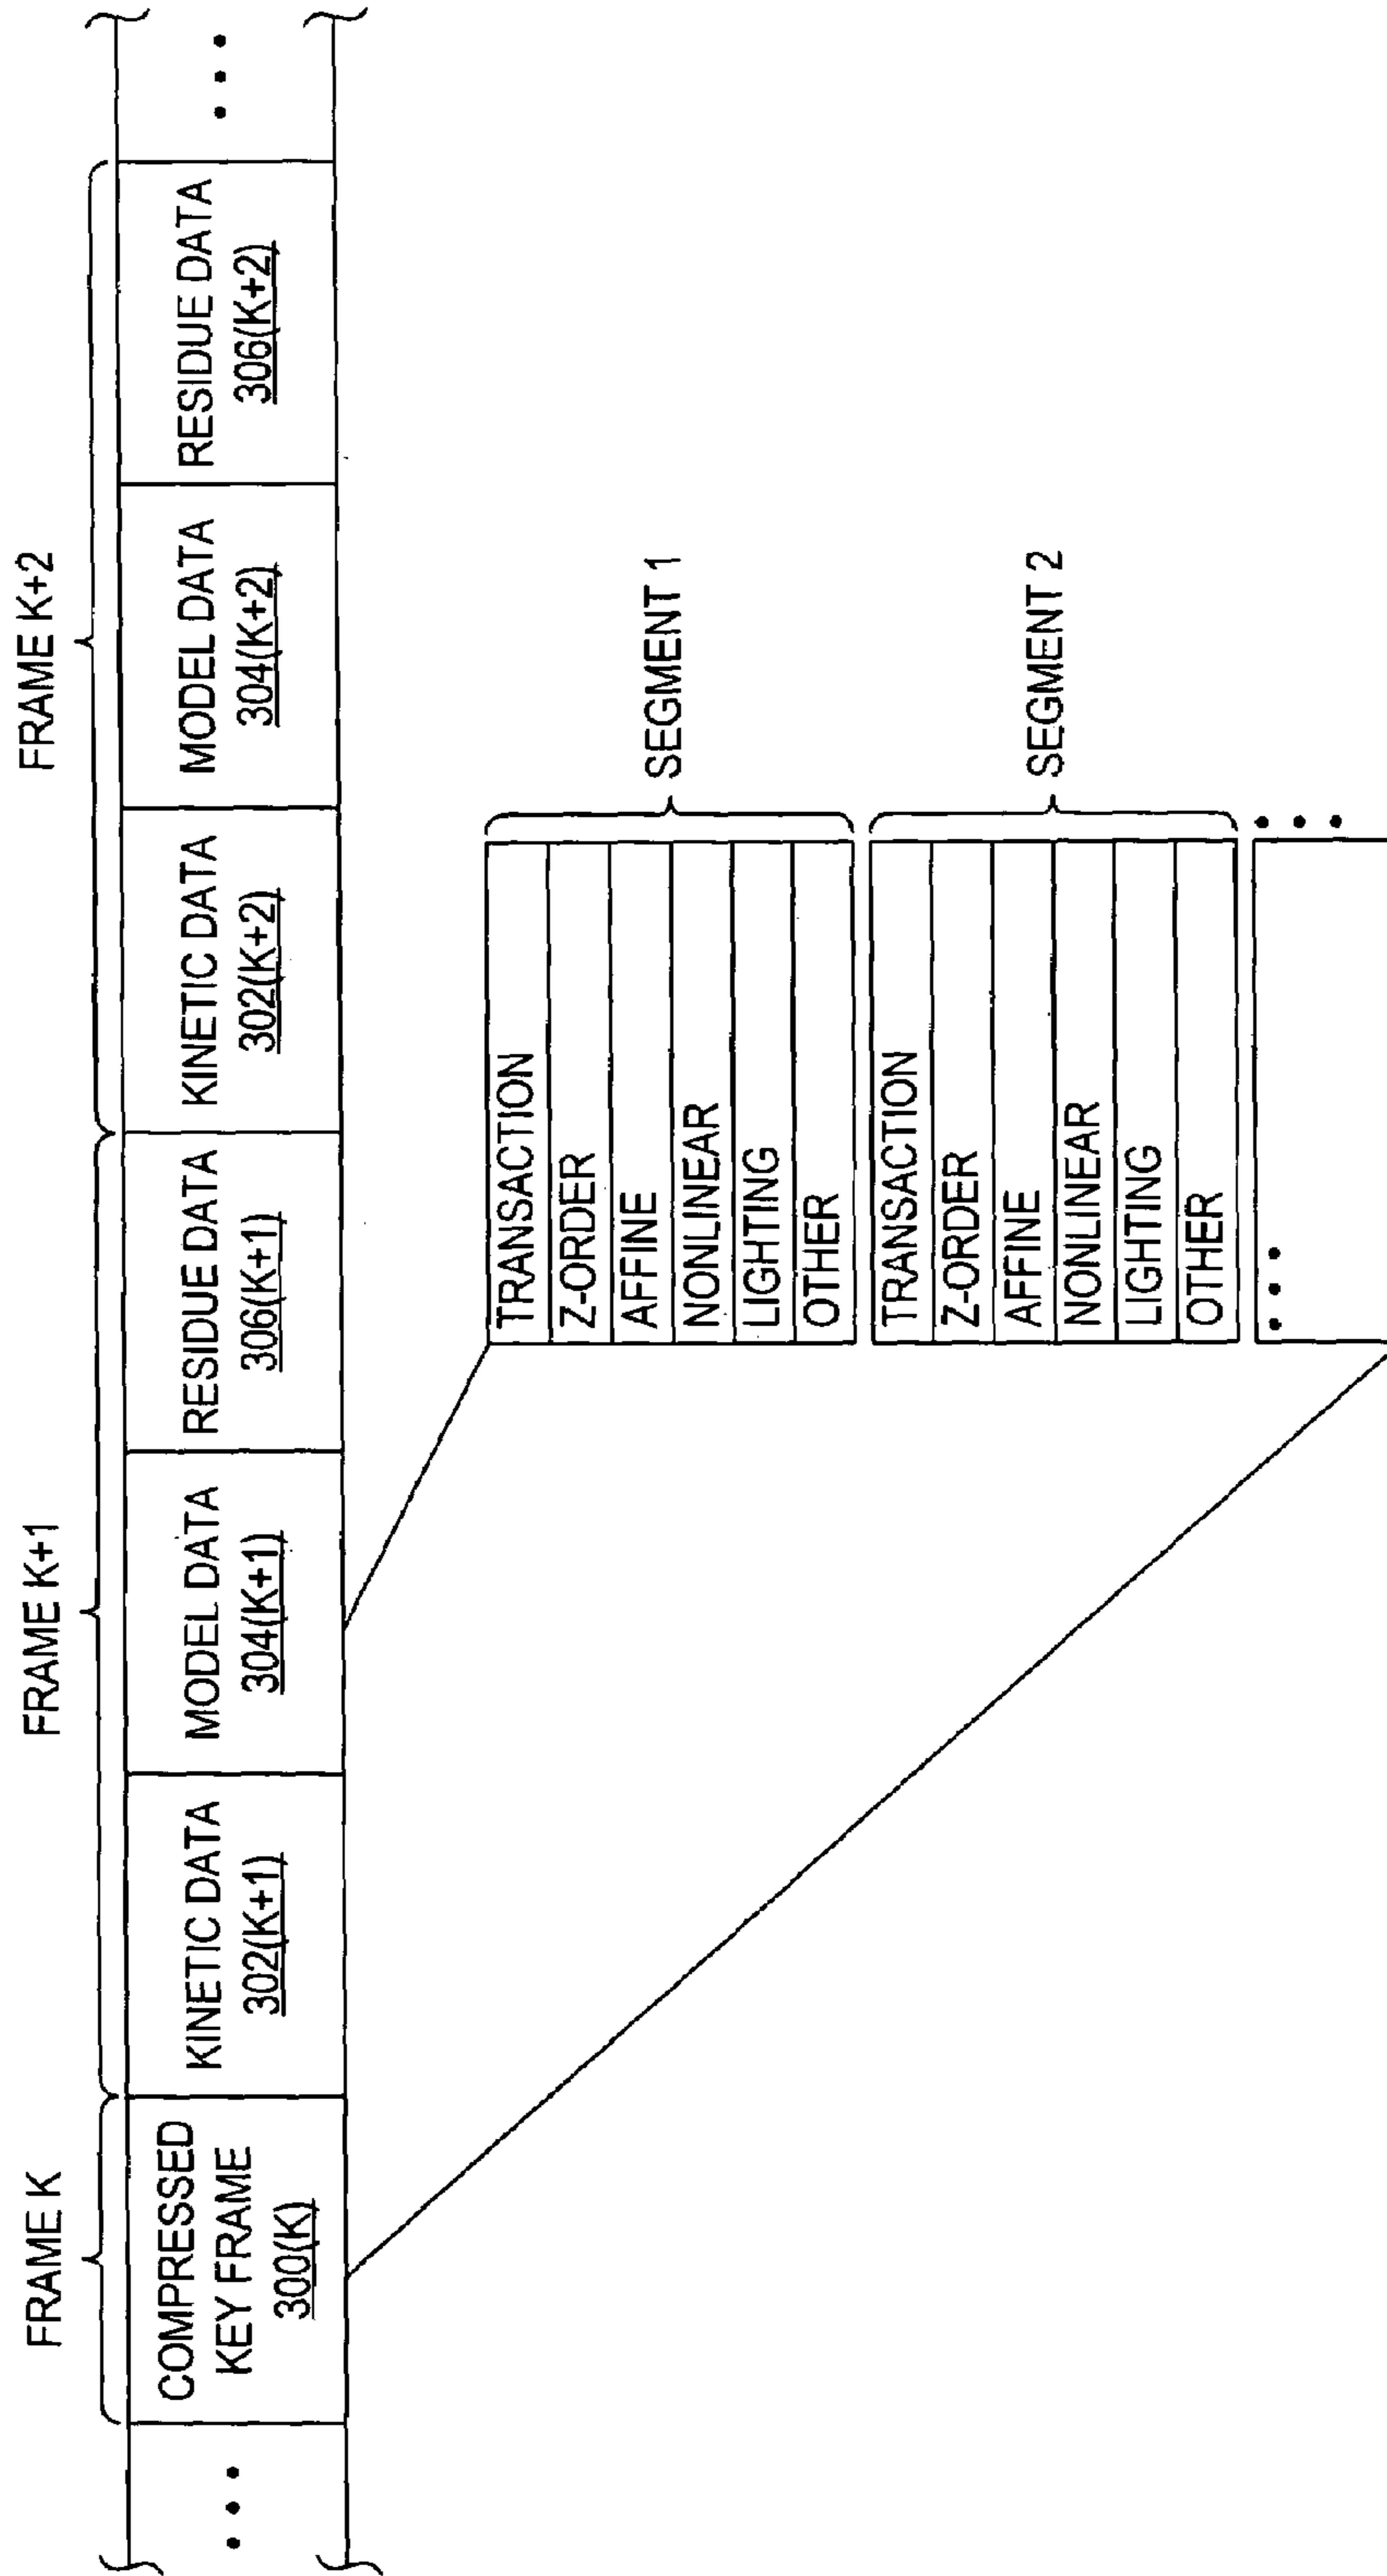 FRAME K
FRAME K+1
FRAME K+2
COMPRESSED
KEY FRAME
300(K)
KINETIC DATA
302(K+1)
MODEL DATA
304(K+1)
RESIDUE DATA
306(K+1)
KINETIC DATA
302(K+2)
MODEL DATA
304(K+2)
RESIDUE DATA
306(K+2)
TRANSACTION
Z-ORDER
AFFINE
NONLINEAR
LIGHTING
OTHER
SEGMENT 1
TRANSACTION
Z-ORDER
AFFINE
NONLINEAR
LIGHTING
OTHER
SEGMENT 2